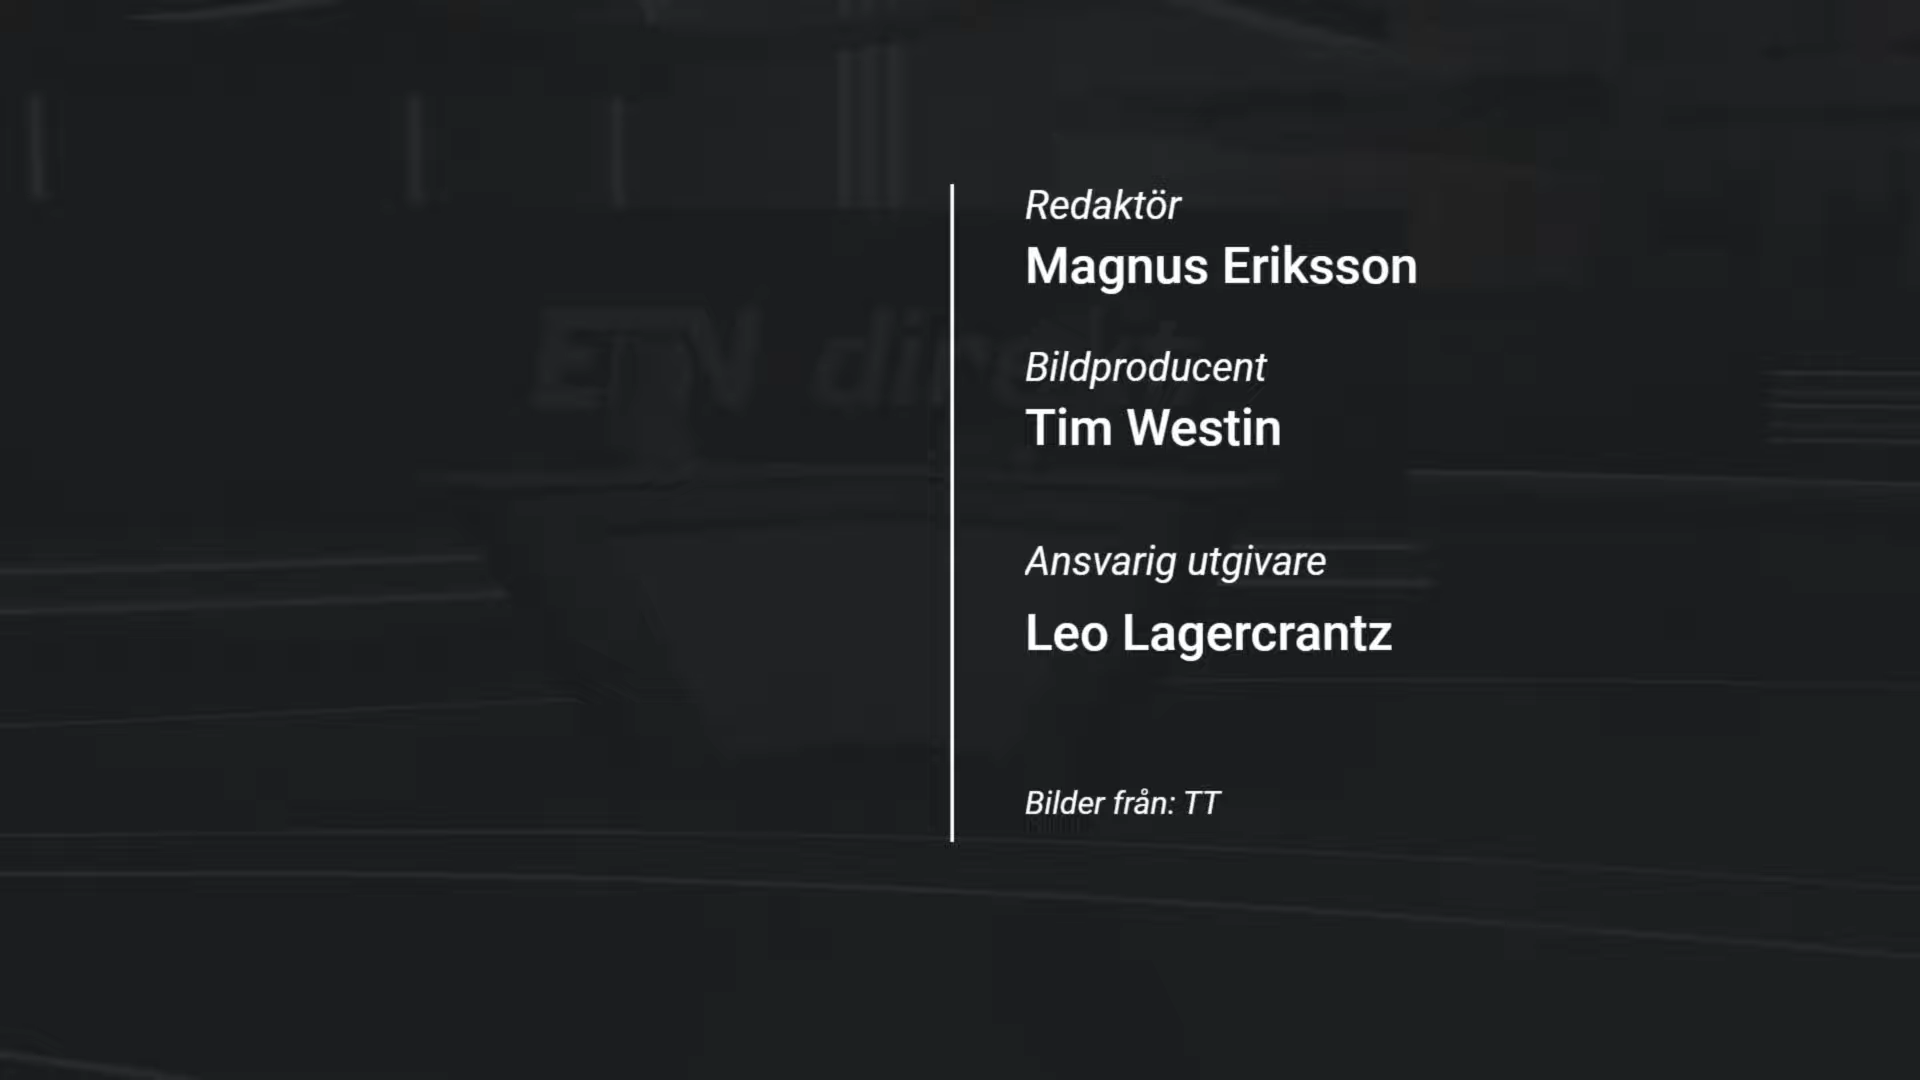 Redaktör
Magnus Eriksson
Bildproducent
Tim Westin
Ansvarig utgivare
Leo Lagercrantz
Bilder från: TT